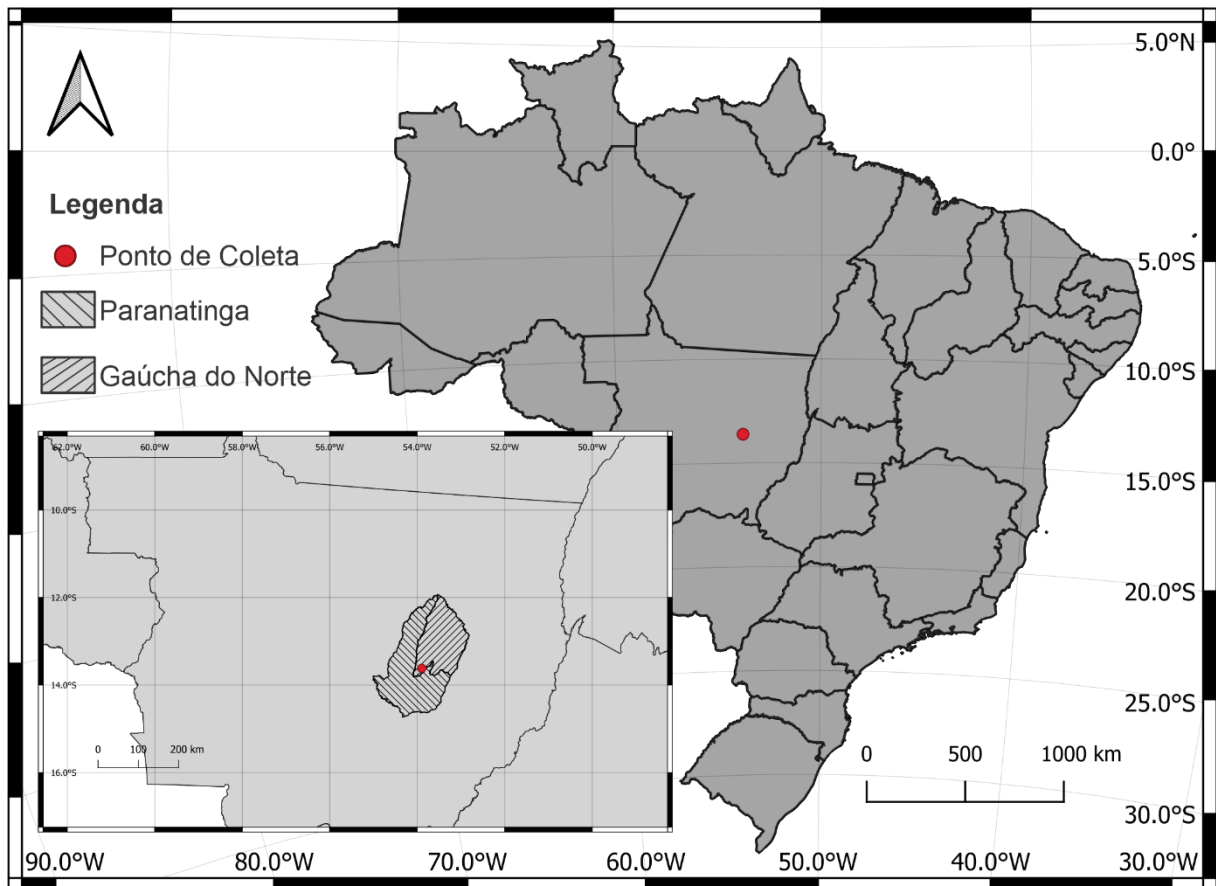 5.0°N
0.0°
Legenda
Ponto de Coleta
5.0°S
Paranatinga
Gaúcha do Norte
10.0°S
62.0°W 60.0°W 58.0°W 56.0°W 54.0°W 52.0°W 50.0°W
15.0°S
10.0°S
12.0°S
20.0°S
14.0°S
25.0°S
0 100 200 km
0 500 1000 km
16.0°S
30.0°S
90.0°W 80.0°W 70.0°W 60.0°W 50.0°W 40.0°W 30.0°W